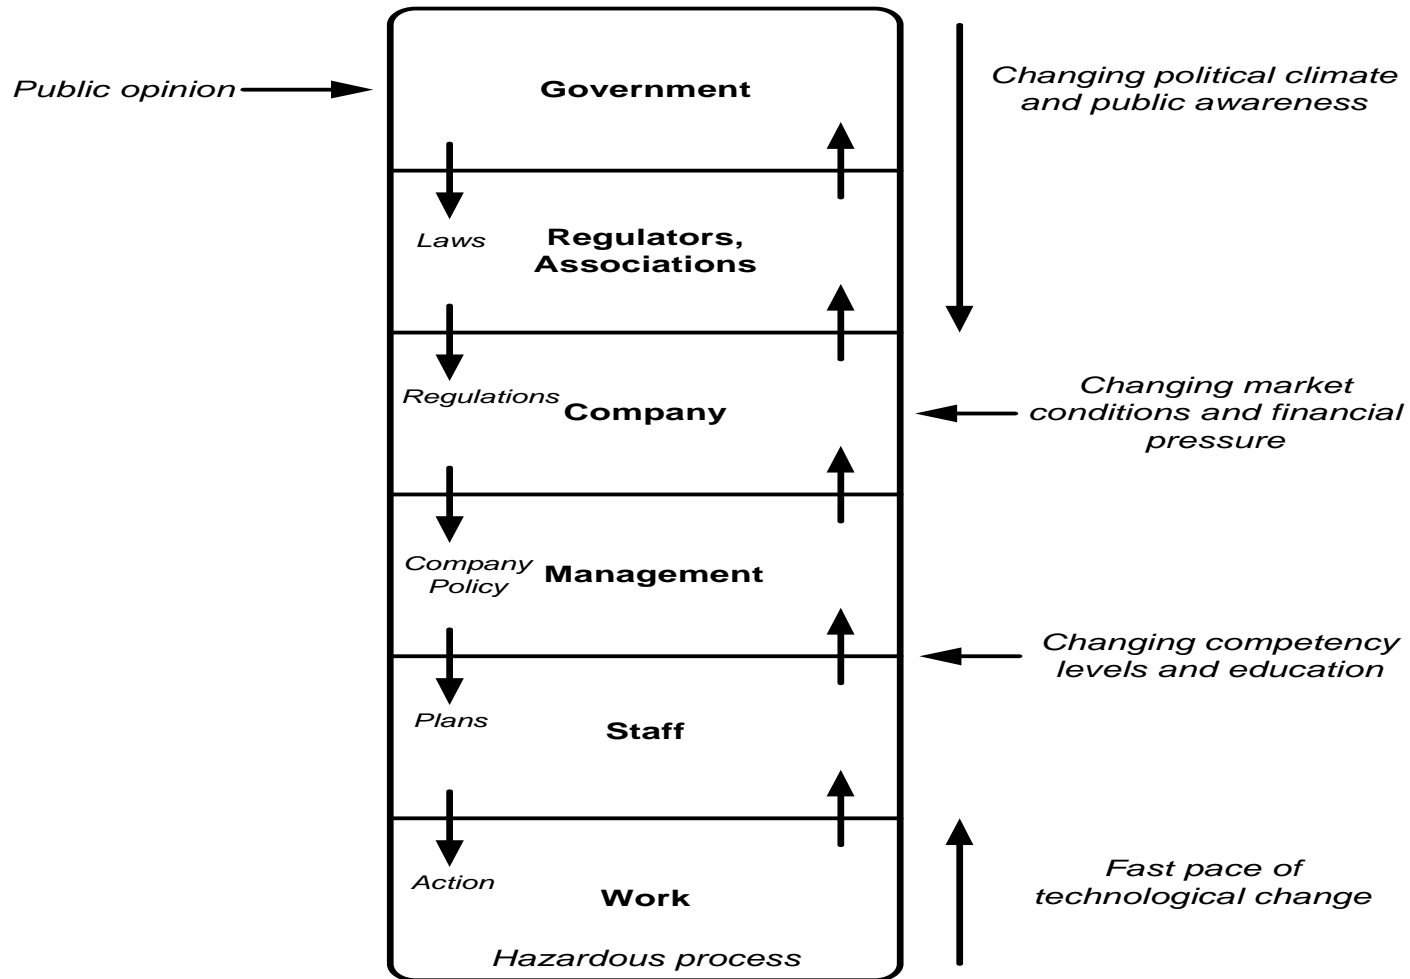 Public opinion
Government
Changing political climate
and public awareness
Laws
Regulators,
Associations
Regulations
Company
Changing market
conditions and financial
pressure
Company
Policy
Management
Changing competency
levels and education
Plans
Staff
Action
Work
Fast pace of
technological change
Hazardous process